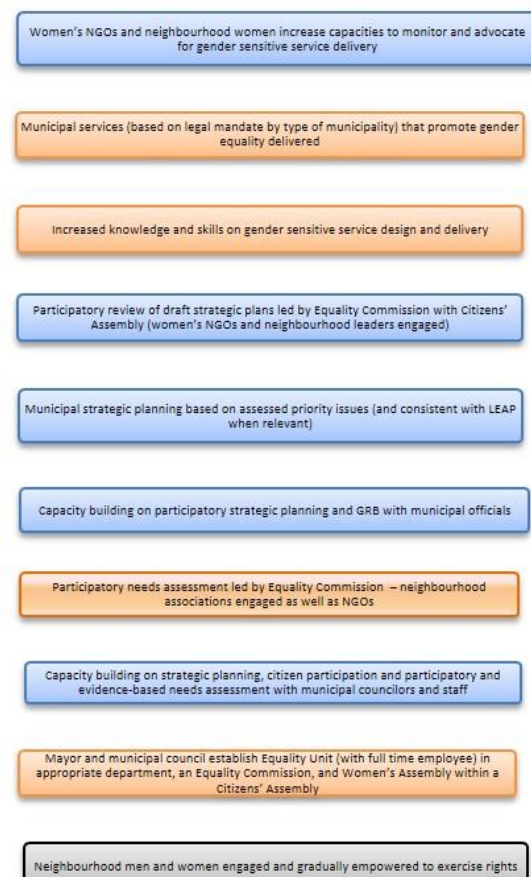 Women's NGOs and neighbourhood women increase capacities to monitor and advocate
for gender sensitive service delivery
Municipal services (based on legal mandate by type of municipality) that promote gender
equality delivered
Increased knowledge and skills on gender sensitive service design and delivery
Participatory review of draft strategic plans led by Equality Commission with Citizens'
Assembly (women's NGOs and neighbourhood leaders engaged)
Municipal strategic planning based on assessed priority issues (and consistent with LEAP
when relevant)
Capacity building on participatory strategic planning and GRB with municipal officials
Participatory needs assessment led by Equality Commission – neighbourhood
associations engaged as well as NGOs
Capacity building on strategic planning, citizen participation and participatory and
evidence-based needs assessment with municipal councilors and staff
Mayor and municipal council establish Equality Unit (with full time employee) in
appropriate department, an Equality Commission, and Women's Assembly within a
Citizens' Assembly
Neighbourhood men and women engaged and gradually empowered to exercise rights